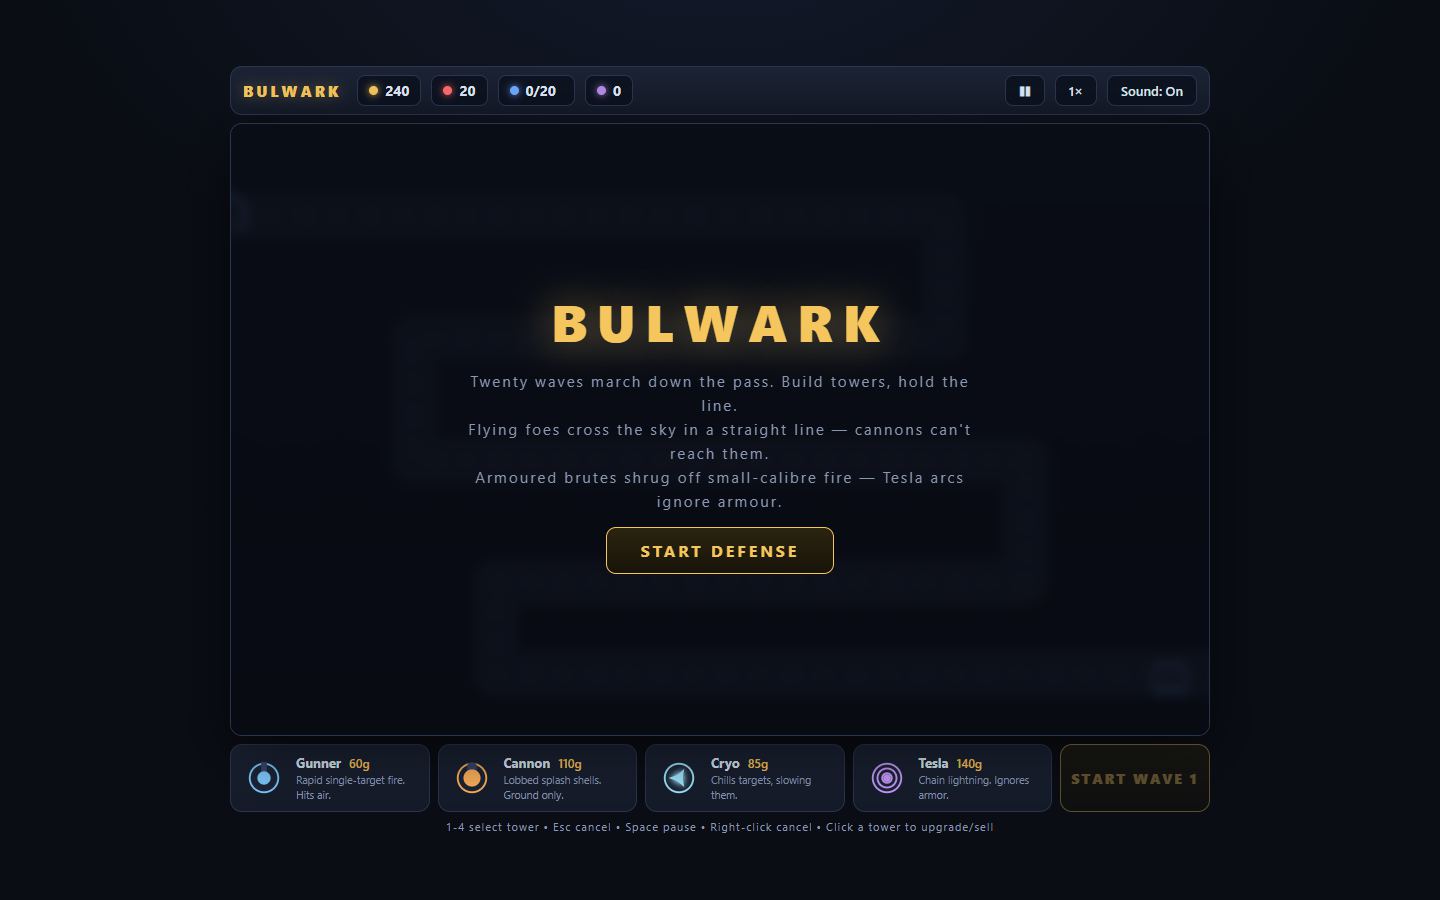 BULWARK 240 20 0/20 0 1× Sound: On
BULWARK
Twenty waves march down the pass. Build towers, hold the
line.
Flying foes cross the sky in a straight line — cannons can't
reach them.
Armoured brutes shrug off small-calibre fire — Tesla arcs
ignore armour.
START DEFENSE
Gunner 60g
Rapid single-target fire.
Hits air.
Cannon 110g
Lobbed splash shells.
Ground only.
Cryo 85g
Chills targets, slowing
them.
Tesla 140g
Chain lightning. Ignores
armor.
START WAVE 1
1-4 select tower • Esc cancel • Space pause • Right-click cancel • Click a tower to upgrade/sell